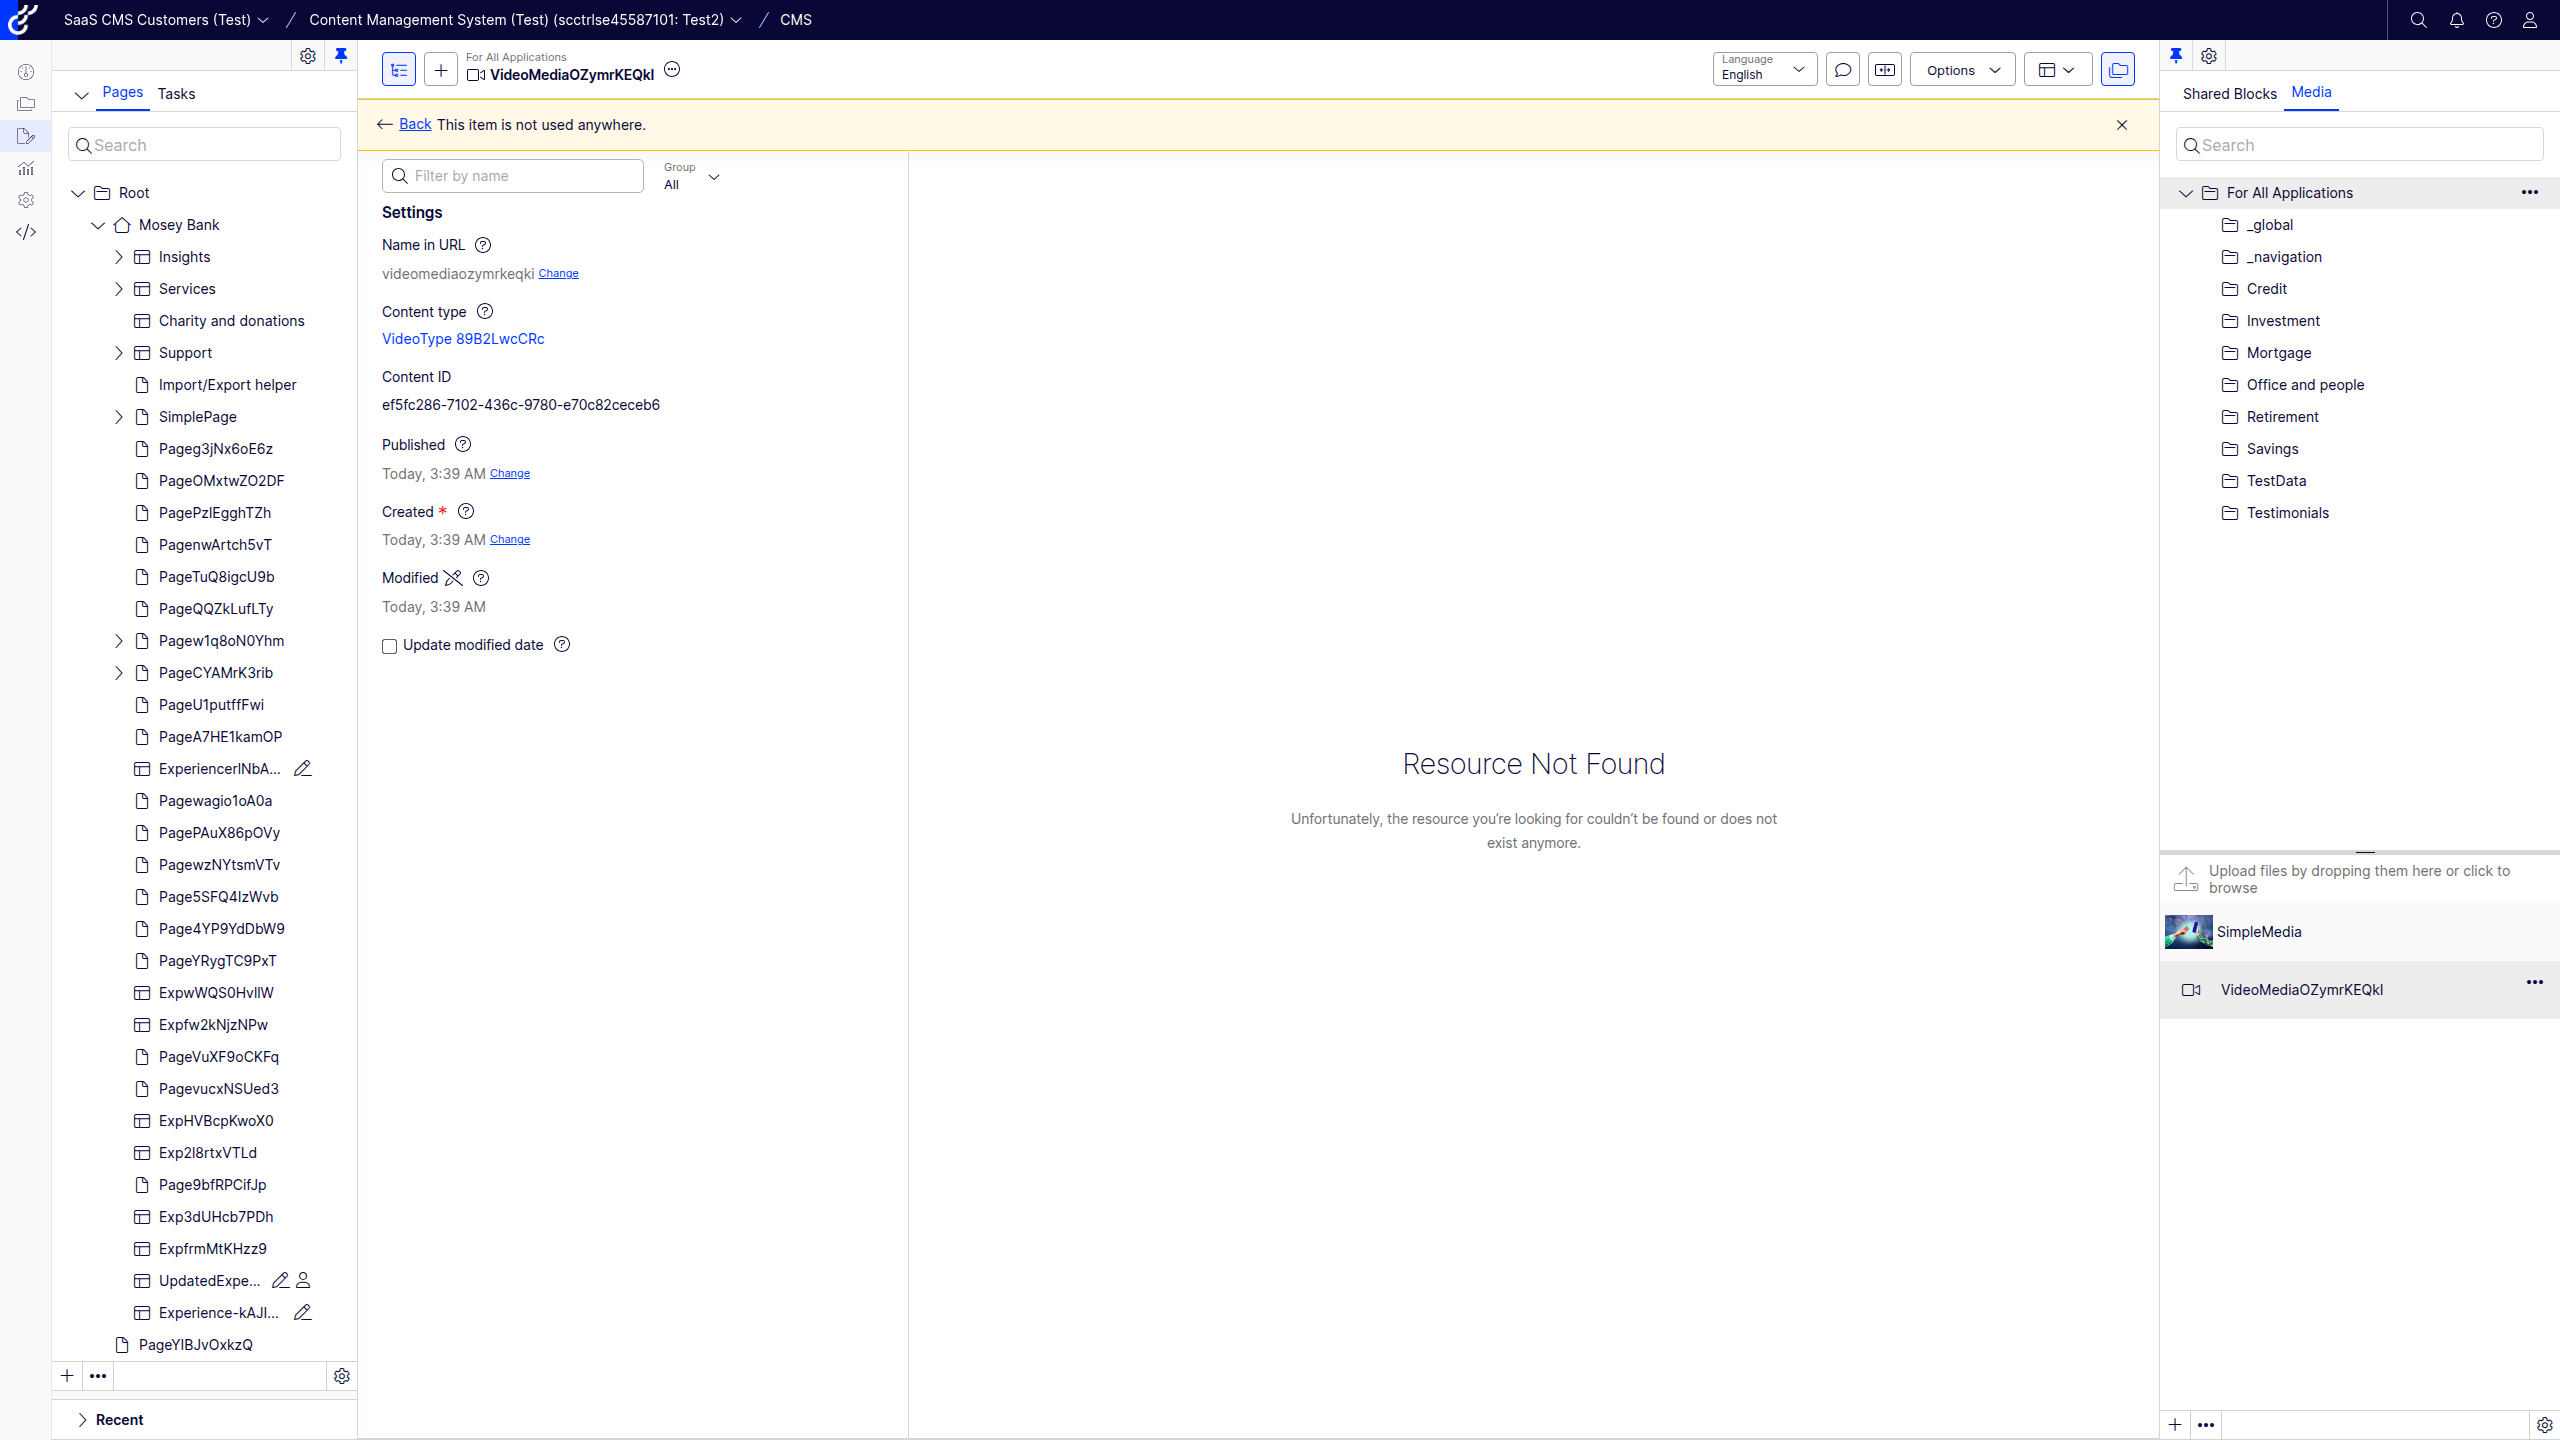 SaaS CMS Customers (Test)
Content Management System (Test) (scctrlse45587101: Test2)
CMS
Pages
Tasks
Search
Root
Mosey Bank
Insights
Services
Charity and donations
Support
Import/Export helper
SimplePage
Pageg3jNx6oE6z
PageOMxtwZO2DF
PagePzlEgghTZh
PagenwArtch5vT
PageTuQ8igcU9b
PageQQZkLufLTy
Pagew1q8oN0Yhm
PageCYAMrK3rib
PageU1putffFwi
PageA7HE1kamOP
ExperiencerINbA...
Pagewagio1oA0a
PagePAuX86pOVy
PagewzNYtsmVTv
Page5SFQ4IzWvb
Page4YP9YdDbW9
PageYRygTC9PxT
ExpwWQS0HvIlW
Expfw2kNjzNPw
PageVuXF9oCKFq
PagevucxNSUed3
ExpHVBcpKwoX0
Exp2I8rtxVTLd
Page9bfRPCifJp
Exp3dUHcb7PDh
ExpfrmMtKHzz9
UpdatedExpe...
Experience-kAJI...
PageYIBJvOxkzQ
Recent
For All Applications
VideoMediaOZymrKEQkI
Language
English
Options
Back This item is not used anywhere.
Filter by name
Group
All
Settings
Name in URL
videomediaozymrkeqki Change
Content type
VideoType 89B2LwcCRc
Content ID
ef5fc286-7102-436c-9780-e70c82ceceb6
Published
Today, 3:39 AM Change
Created *
Today, 3:39 AM Change
Modified
Today, 3:39 AM
Update modified date
Resource Not Found
Unfortunately, the resource you’re looking for couldn’t be found or does not
exist anymore.
Shared Blocks
Media
Search
For All Applications
_global
_navigation
Credit
Investment
Mortgage
Office and people
Retirement
Savings
TestData
Testimonials
Upload files by dropping them here or click to
browse
SimpleMedia
VideoMediaOZymrKEQkI